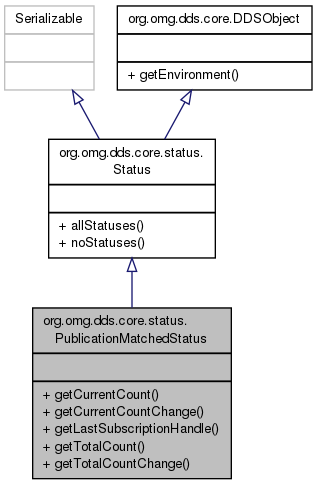 Serializable
org.omg.dds.core.DDSObject
+ getEnvironment()
org.omg.dds.core.status.
Status
+ allStatuses()
+ noStatuses()
org.omg.dds.core.status.
PublicationMatchedStatus
+ getCurrentCount()
+ getCurrentCountChange()
+ getLastSubscriptionHandle()
+ getTotalCount()
+ getTotalCountChange()